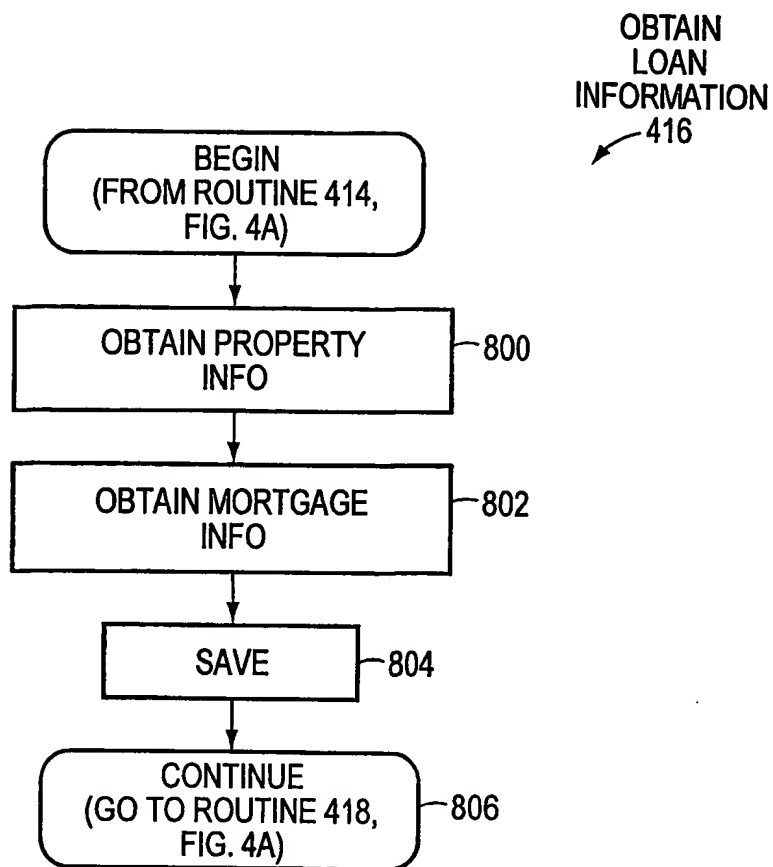 OBTAIN
LOAN
INFORMATION
416
BEGIN
(FROM ROUTINE 414,
FIG. 4A)
OBTAIN PROPERTY
INFO
800
OBTAIN MORTGAGE
INFO
802
SAVE
804
CONTINUE
(GO TO ROUTINE 418,
FIG. 4A)
806